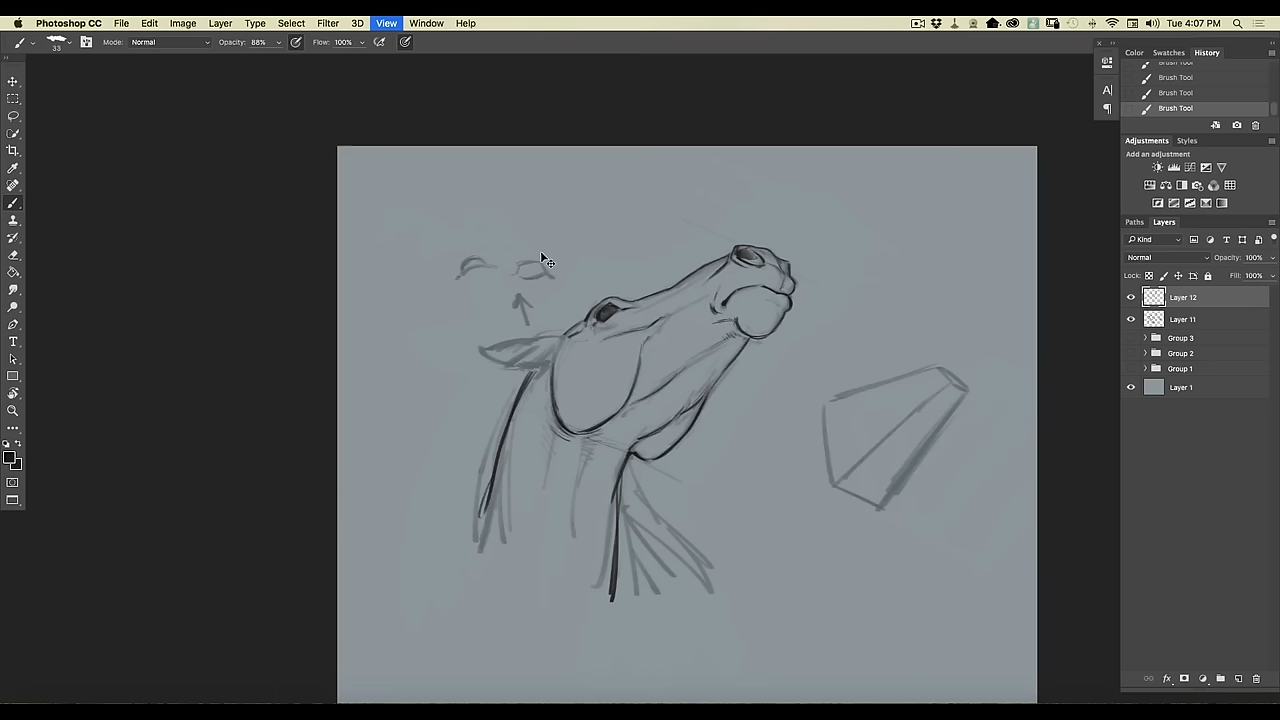 Photoshop CC File Edit Image Layer Type Select Filter 3D View Window Help Tue 4:07 PM
33 Mode: Normal Opacity: 88% Flow: 100%
Color Swatches History
Brush Tool
Brush Tool
Brush Tool
Brush Tool
Adjustments Styles
Add an adjustment
Paths Layers
Kind
Normal Opacity: 100%
Lock: Fill: 100%
Layer 12
Layer 11
Group 3
Group 2
Group 1
Layer 1